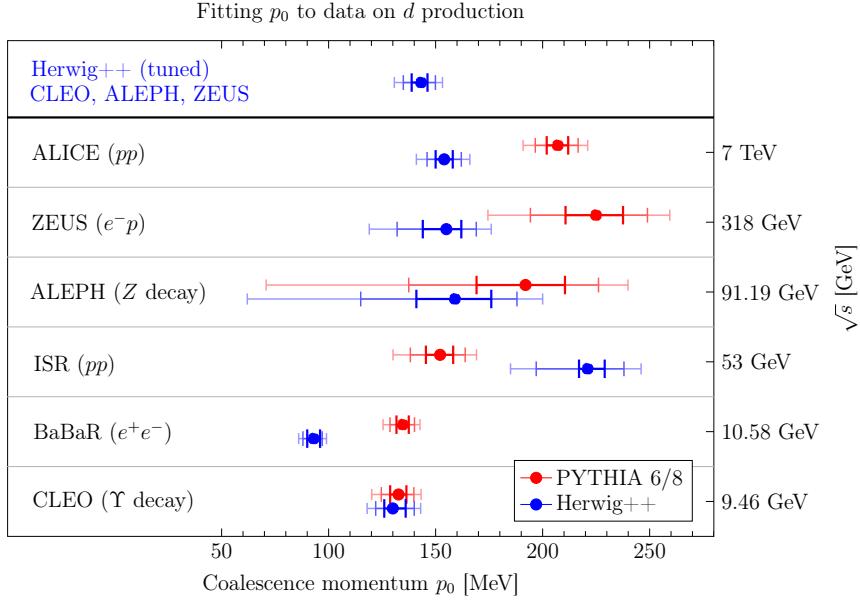 Fitting p₀ to data on d production
Herwig++ (tuned)
CLEO, ALEPH, ZEUS
ALICE (pp)
7 TeV
ZEUS (e⁻p)
318 GeV
ALEPH (Z decay)
91.19 GeV
ISR (pp)
53 GeV
BaBaR (e⁺e⁻)
10.58 GeV
CLEO (ϒ decay)
9.46 GeV
√s [GeV]
PYTHIA 6/8
Herwig++
50 100 150 200 250
Coalescence momentum p₀ [MeV]